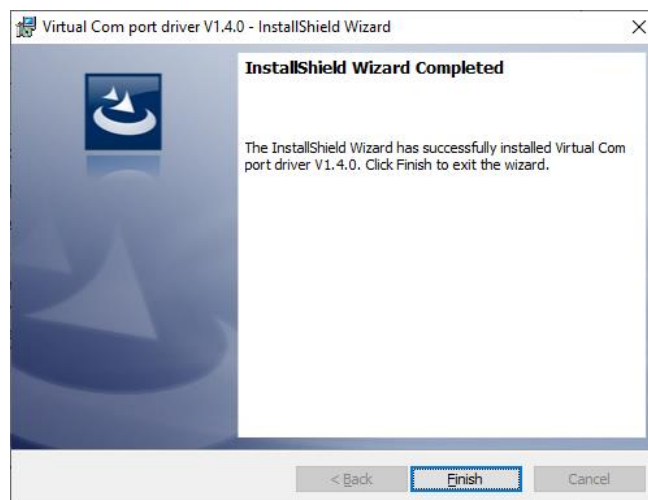 Virtual Com port driver V1.4.0 - InstallShield Wizard
InstallShield Wizard Completed
The InstallShield Wizard has successfully installed Virtual Com
port driver V1.4.0. Click Finish to exit the wizard.
< Back Finish Cancel